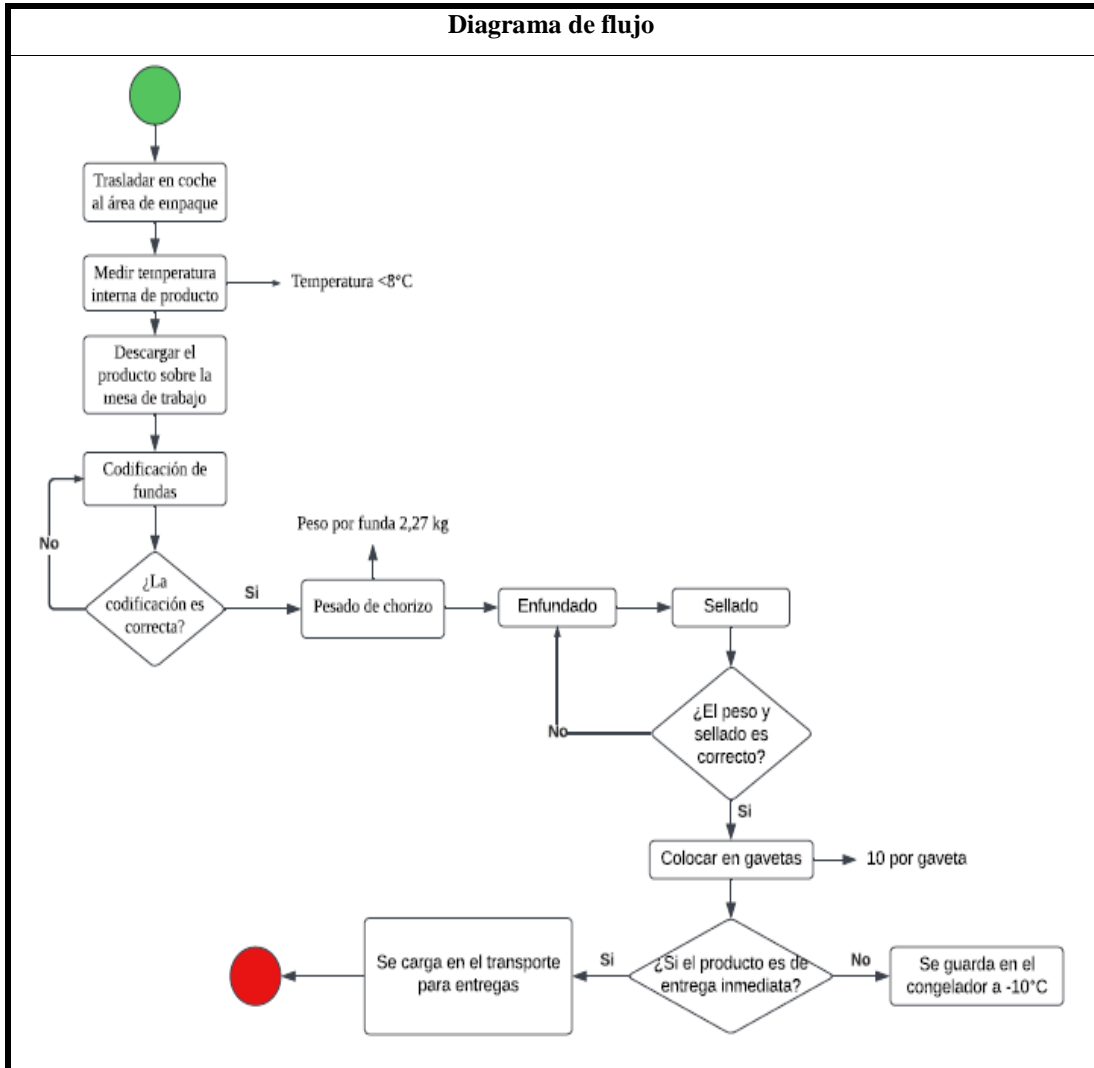 Diagrama de flujo
Trasladar en coche
al área de empaque
Medir temperatura
interna de producto
Temperatura <8°C
Descargar el
producto sobre la
mesa de trabajo
Codificación de
fundas
No
¿La
codificación es
correcta?
Si
Peso por funda 2,27 kg
Pesado de chorizo
Enfundado
Sellado
No
¿El peso y
sellado es
correcto?
Si
Colocar en gavetas
10 por gaveta
¿Si el producto es de
entrega inmediata?
Si
Se carga en el transporte
para entregas
No
Se guarda en el
congelador a -10°C